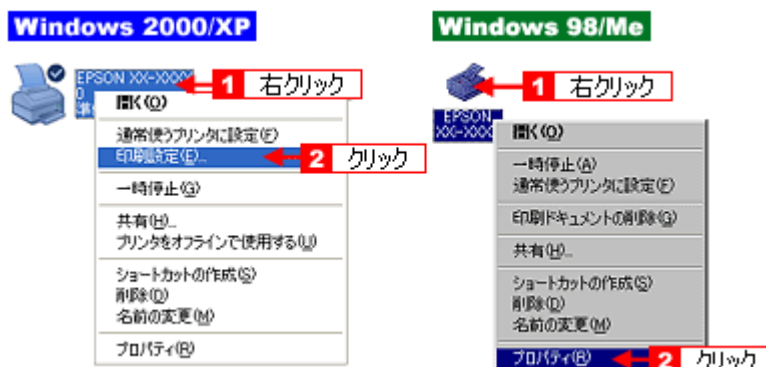 Windows 2000/XP
EPSON XX-XXXX
0
準
1 右クリック
開く(O)
通常使うプリンタに設定(F)
印刷設定(E)...
2 クリック
一時停止(G)
共有(H)...
プリンタをオフラインで使用する(U)
ショートカットの作成(S)
削除(D)
名前の変更(M)
プロパティ(R)
Windows 98/Me
1 右クリック
EPSON
XX-XXX
開く(O)
一時停止(A)
通常使うプリンタに設定(F)
印刷ドキュメントの削除(G)
共有(H)...
ショートカットの作成(S)
削除(D)
名前の変更(M)
プロパティ(R)
2 クリック